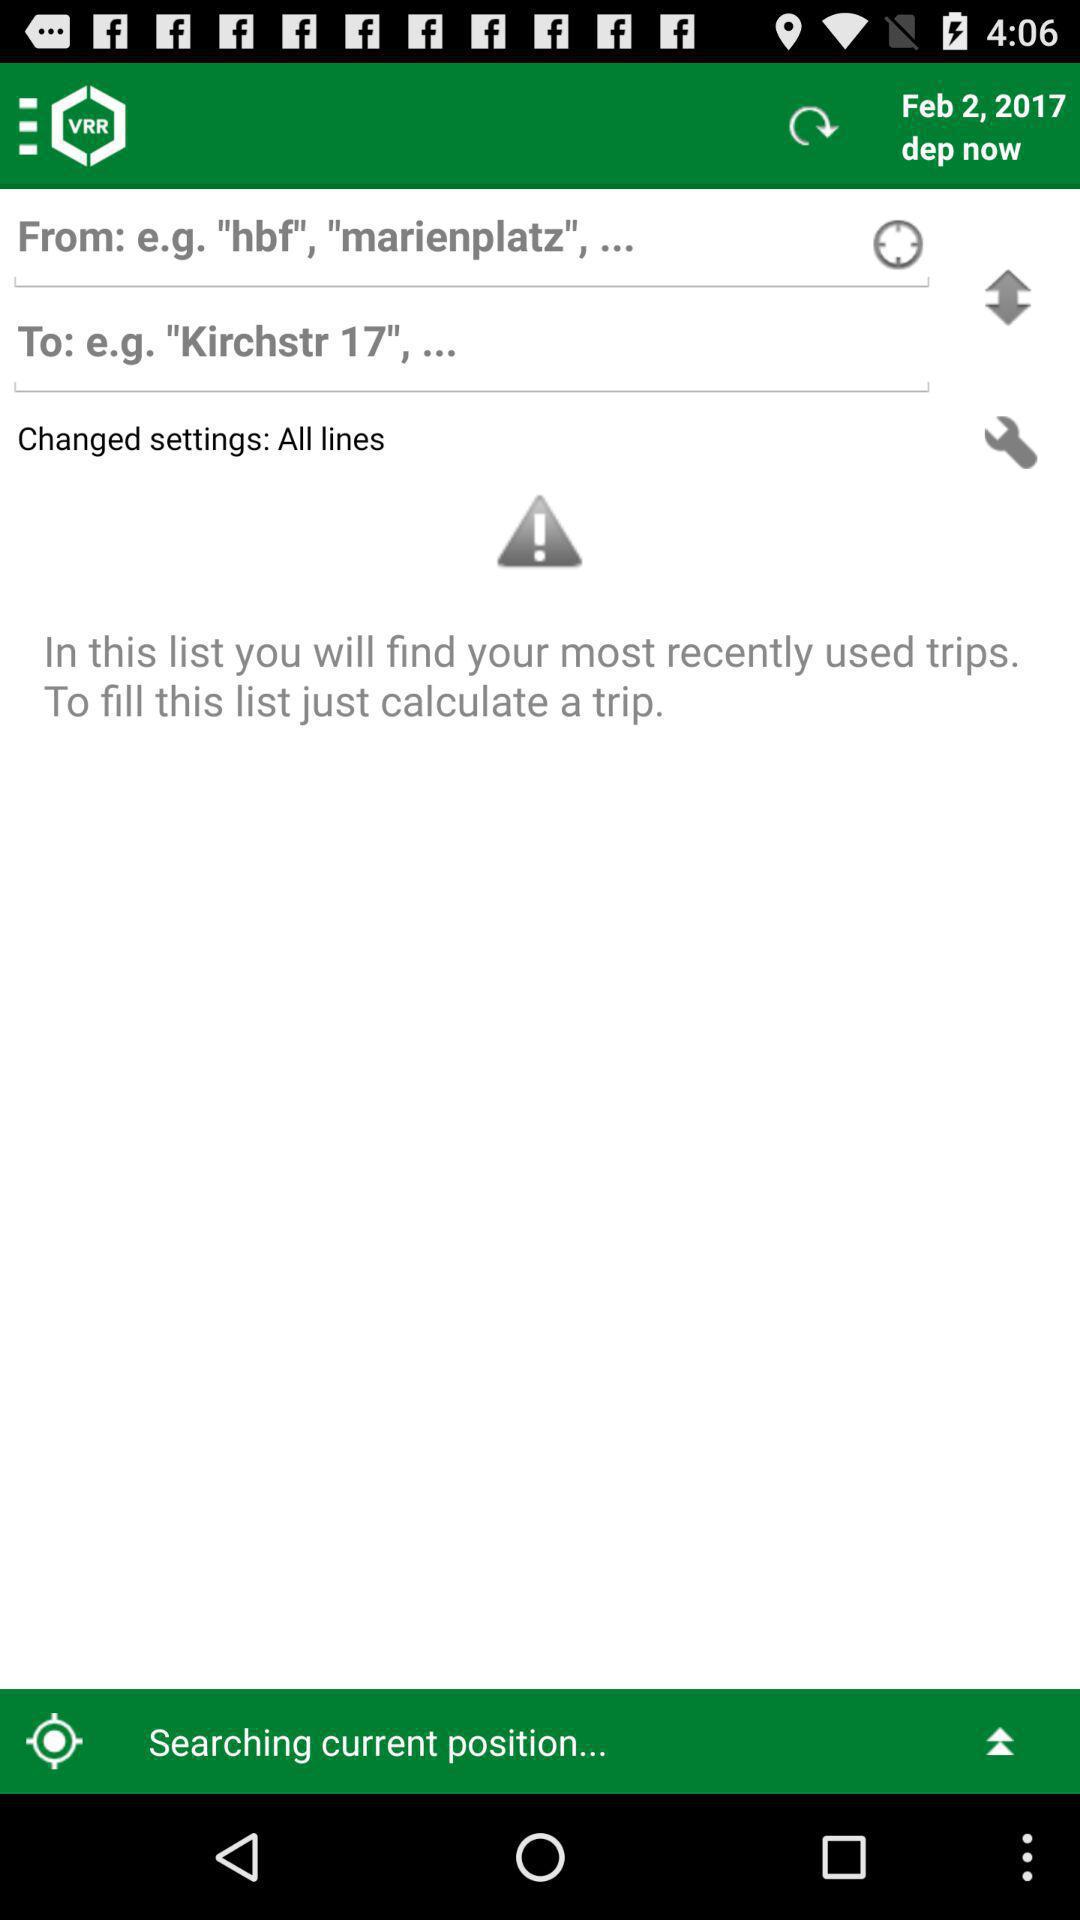 4:06
VRR
Feb 2, 2017
dep now
From: e.g. "hbf", "marienplatz", ...
To: e.g. "Kirchstr 17", ...
Changed settings: All lines
In this list you will find your most recently used trips.
To fill this list just calculate a trip.
Searching current position...